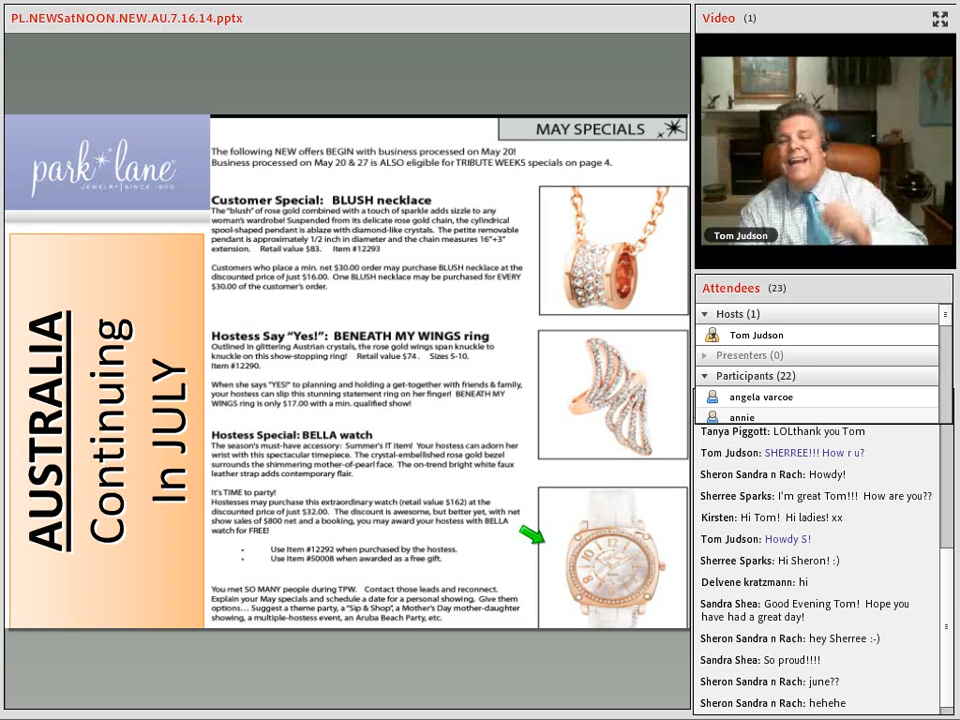 PL.NEWSatNOON.NEW.AU.7.16.14.pptx
park lane
JEWELRY | SINCE 1955
AUSTRALIA
Continuing
In JULY
MAY SPECIALS
The following NEW offers BEGIN with business processed on May 20!
Business processed on May 20 & 27 is ALSO eligible for TRIBUTE WEEKS specials on page 4.
Customer Special: BLUSH necklace
The "blush" of rose gold combined with a touch of sparkle adds sizzle to any
woman's wardrobe! Suspended from its delicate rose gold chain, the cylindrical
spool-shaped pendant is ablaze with diamond-like crystals. The petite removable
pendant is approximately 1/2 inch in diameter and the chain measures 16"+3"
extension. Retail value $83. Item #12293
Customers who place a min. net $30.00 order may purchase BLUSH necklace at the
discounted price of just $16.00. One BLUSH necklace may be purchased for EVERY
$30.00 of the customer's order.
Hostess Say "Yes!": BENEATH MY WINGS ring
Outlined in glittering Austrian crystals, the rose gold wings span knuckle to
knuckle on this show-stopping ring! Retail value $74. Sizes 5-10.
Item #12290.
When she says "YES!" to planning and holding a get-together with friends & family,
your hostess can slip this stunning statement ring on her finger! BENEATH MY
WINGS ring is only $17.00 with a min. qualified show!
Hostess Special: BELLA watch
The season's must-have accessory: Summer's IT item! Your hostess can adorn her
wrist with this spectacular timepiece. The crystal-embellished rose gold bezel
surrounds the shimmering mother-of-pearl face. The on-trend bright white faux
leather strap adds contemporary flair.
It's TIME to party!
Hostesses may purchase this extraordinary watch (retail value $162) at the
discounted price of just $32.00. The discount is awesome, but better yet, with net
show sales of $800 net and a booking, you may award your hostess with BELLA
watch for FREE!
• Use Item #12292 when purchased by the hostess.
• Use Item #50008 when awarded as a free gift.
You met SO MANY people during TPW. Contact those leads and reconnect.
Explain your May specials and schedule a date for a personal showing. Give them
options... Suggest a theme party, a "Sip & Shop", a Mother's Day mother-daughter
showing, a multiple-hostess event, an Aruba Beach Party, etc.
Video (1)
Tom Judson
Attendees (23)
Hosts (1)
Tom Judson
Presenters (0)
Participants (22)
angela varcoe
annie
Tanya Piggott: LOLthank you Tom
Tom Judson: SHERREE!!! How r u?
Sheron Sandra n Rach: Howdy!
Sherree Sparks: I'm great Tom!!! How are you??
Kirsten: Hi Tom! Hi ladies! xx
Tom Judson: Howdy S!
Sherree Sparks: Hi Sheron! :)
Delvene kratzmann: hi
Sandra Shea: Good Evening Tom! Hope you
have had a great day!
Sheron Sandra n Rach: hey Sherree :-)
Sandra Shea: So proud!!!!
Sheron Sandra n Rach: june??
Sheron Sandra n Rach: hehehe